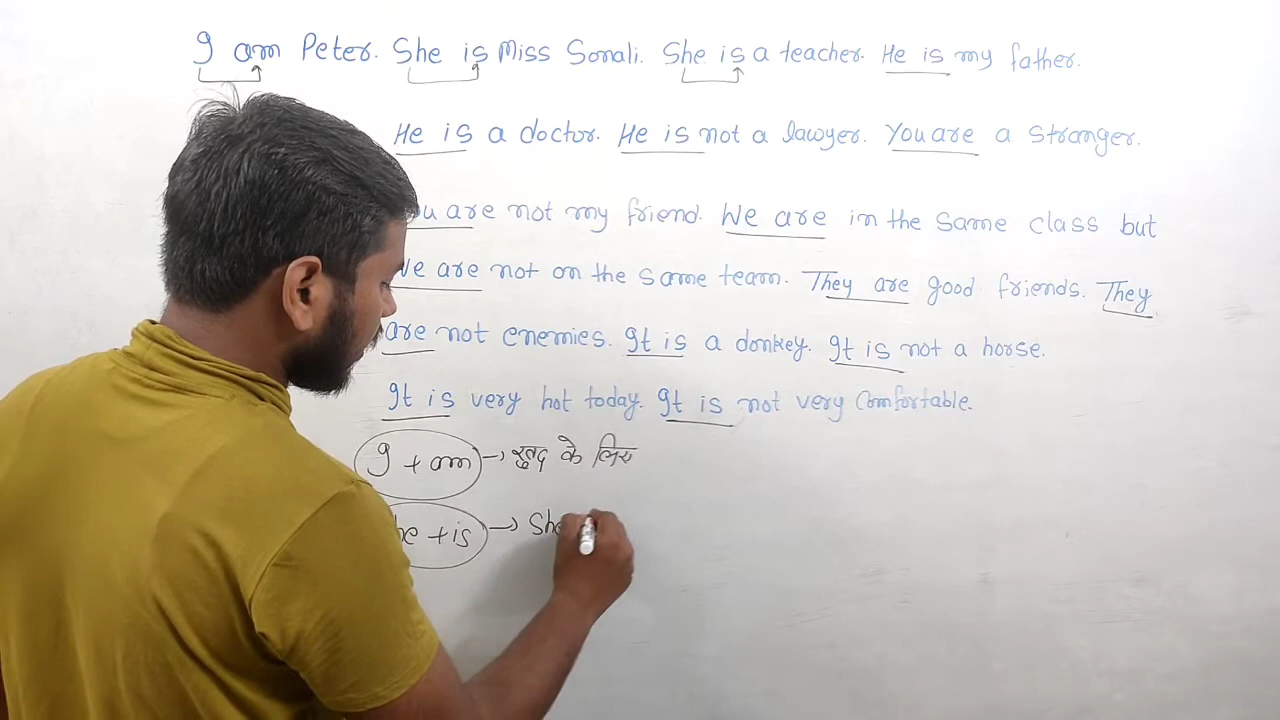 I am Peter. She is Miss Sonali. She is a teacher. He is my father.
He is a doctor. He is not a lawyer. You are a stranger.
You are not my friend. We are in the same class but
We are not on the same team. They are good friends. They
are not enemies. It is a donkey. It is not a horse.
It is very hot today. It is not very comfortable.
I + am → खुद के लिए
+ is → She